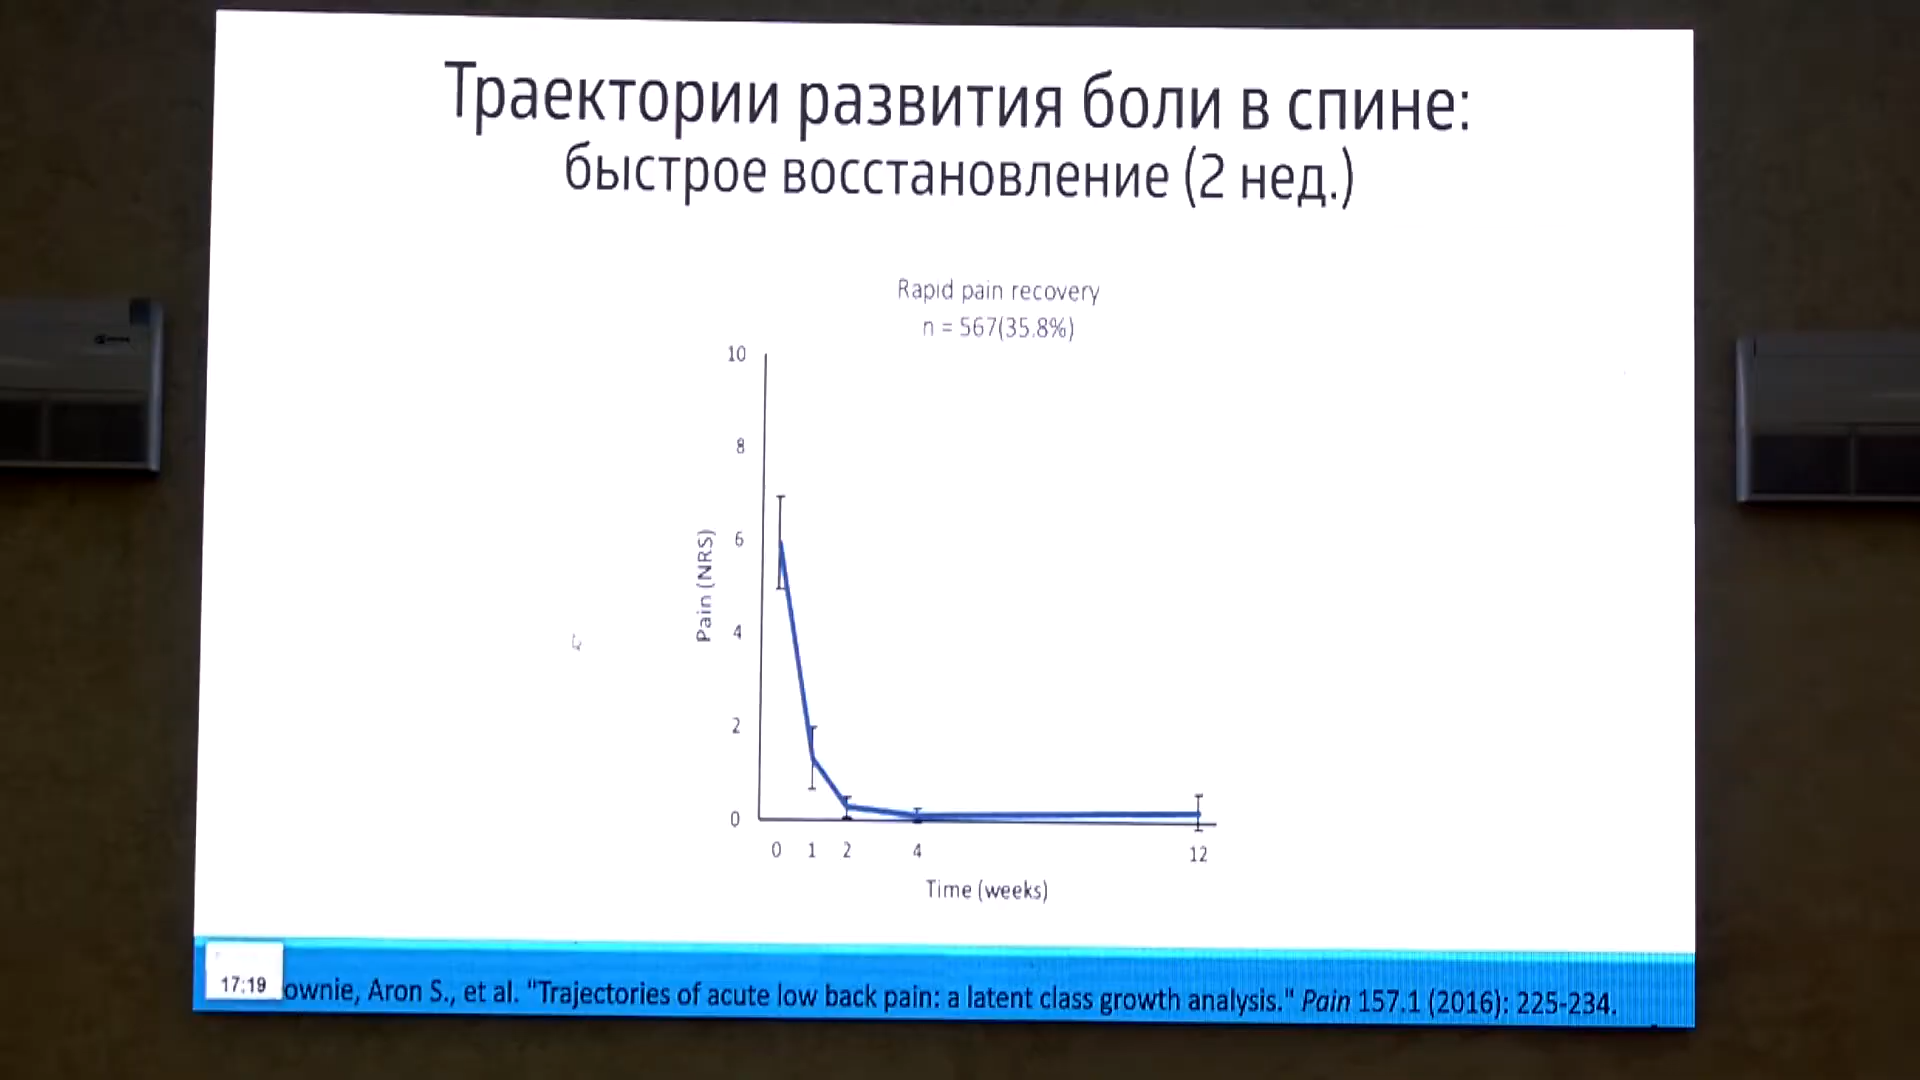 Траектории развития боли в спине:
быстрое восстановление (2 нед.)
Rapid pain recovery
n = 567(35.8%)
10
8
6
4
2
0
Pain (NRS)
0 1 2 4 12
Time (weeks)
17:19
ownie, Aron S., et al. "Trajectories of acute low back pain: a latent class growth analysis." Pain 157.1 (2016): 225-234.